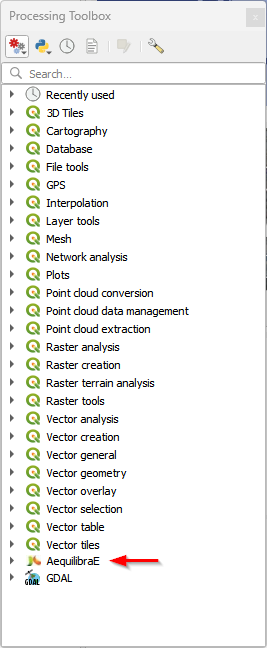 Processing Toolbox
Search...
Recently used
3D Tiles
Cartography
Database
File tools
GPS
Interpolation
Layer tools
Mesh
Network analysis
Plots
Point cloud conversion
Point cloud data management
Point cloud extraction
Raster analysis
Raster creation
Raster terrain analysis
Raster tools
Vector analysis
Vector creation
Vector general
Vector geometry
Vector overlay
Vector selection
Vector table
Vector tiles
AequilibraE
GDAL